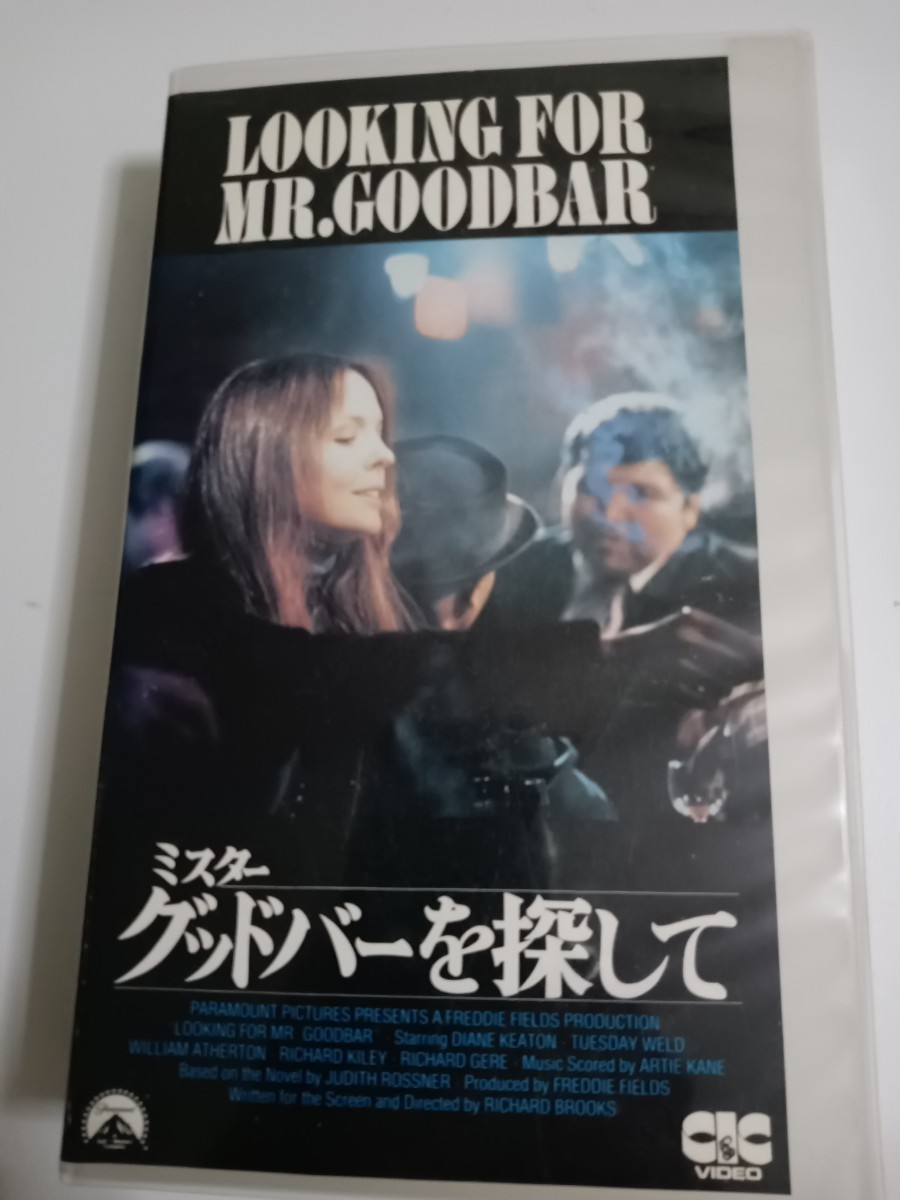 LOOKING FOR
MR.GOODBAR
ミスター
グッドバーを探して
PARAMOUNT PICTURES PRESENTS A FREDDIE FIELDS PRODUCTION
LOOKING FOR MR. GOODBAR · Starring DIANE KEATON · TUESDAY WELD
WILLIAM ATHERTON · RICHARD KILEY · RICHARD GERE · Music Scored by ARTIE KANE
Based on the Novel by JUDITH ROSSNER · Produced by FREDDIE FIELDS
Written for the Screen and Directed by RICHARD BROOKS
Paramount
CIC
VIDEO